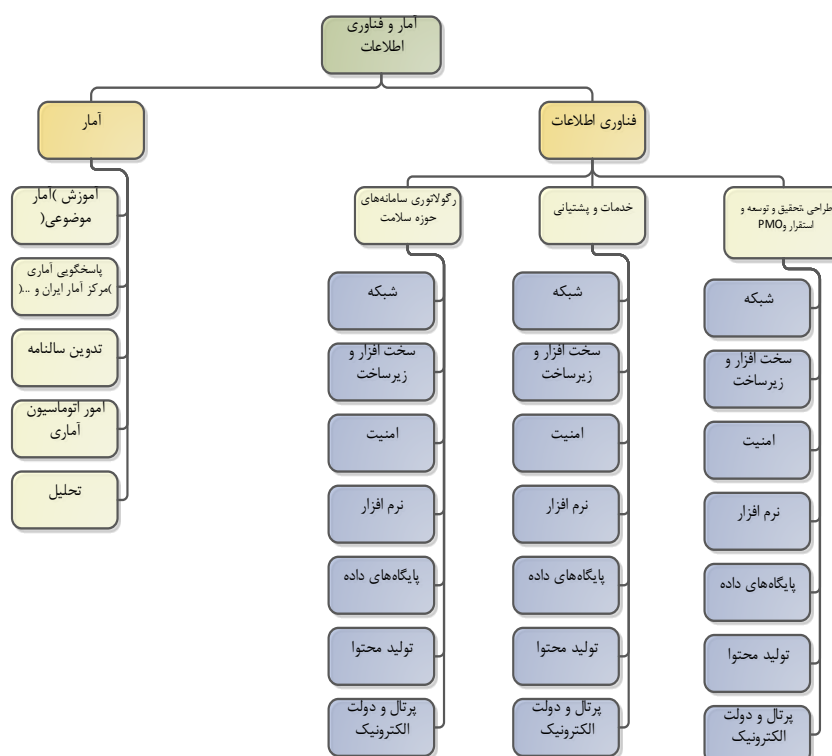 آمار و فناوری
اطلاعات
فناوری اطلاعات
آمار
طراحی ،تحقیق و توسعه و
استقرار وPMO
شبکه
سخت افزار و
زیرساخت
امنیت
نرم افزار
پایگاه‌های داده
تولید محتوا
پرتال و دولت
الکترونیک
خدمات و پشتیانی
شبکه
سخت افزار و
زیرساخت
امنیت
نرم افزار
پایگاه‌های داده
تولید محتوا
پرتال و دولت
الکترونیک
رگولاتوری سامانه‌های
حوزه سلامت
شبکه
سخت افزار و
زیرساخت
امنیت
نرم افزار
پایگاه‌های داده
تولید محتوا
پرتال و دولت
الکترونیک
آموزش )آمار
موضوعی(
پاسخگویی آماری
)مرکز آمار ایران و ...(
تدوین سالنامه
امور اتوماسیون
آماری
تحلیل